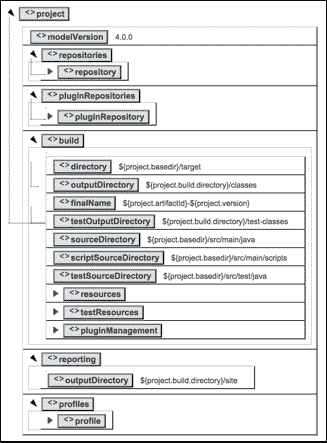 <> project
<> modelVersion 4.0.0
<> repositories
<> repository
<> pluginRepositories
<> pluginRepository
<> build
<> directory ${project.basedir}/target
<> outputDirectory ${project.build.directory}/classes
<> finalName ${project.artifactId}-${project.version}
<> testOutputDirectory ${project.build.directory}/test-classes
<> sourceDirectory ${project.basedir}/src/main/java
<> scriptSourceDirectory ${project.basedir}/src/main/scripts
<> testSourceDirectory ${project.basedir}/src/test/java
<> resources
<> testResources
<> pluginManagement
<> reporting
<> outputDirectory ${project.build.directory}/site
<> profiles
<> profile